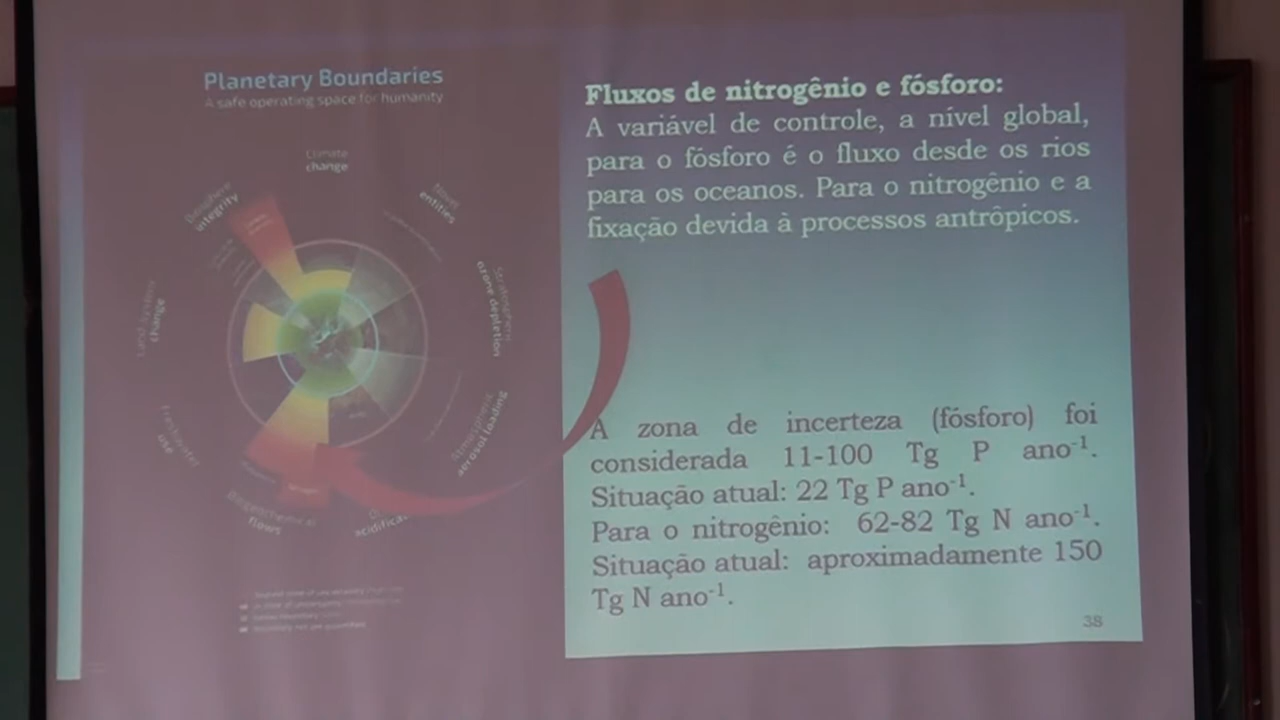 Planetary Boundaries
A safe operating space for humanity
Climate
change
Biosphere
integrity
Novel
entities
Stratospheric
ozone depletion
Land-system
change
Freshwater
use
Atmospheric
aerosol loading
Biogeochemical
flows
Fluxos de nitrogênio e fósforo:
A variável de controle, a nível global,
para o fósforo é o fluxo desde os rios
para os oceanos. Para o nitrogênio e a
fixação devida à processos antrôpicos.
A zona de incerteza (fósforo) foi
considerada 11-100 Tg P ano⁻¹.
Situação atual: 22 Tg P ano⁻¹.
Para o nitrogênio: 62-82 Tg N ano⁻¹.
Situação atual: aproximadamente 150
Tg N ano⁻¹.
38